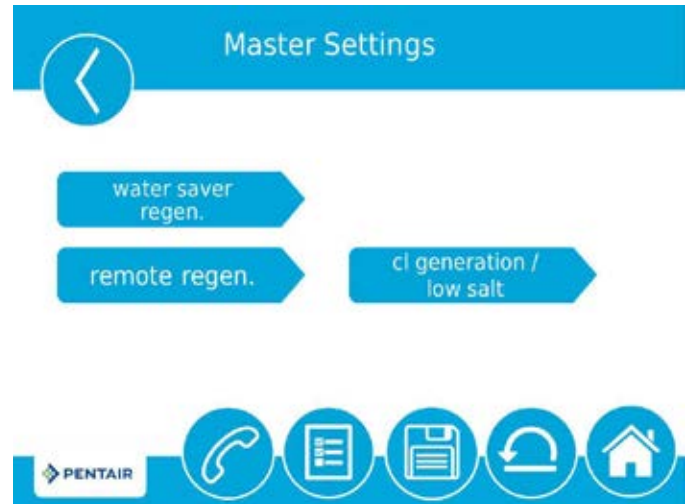 Master Settings
water saver
regen.
remote regen.
cl generation /
low salt
PENTAIR